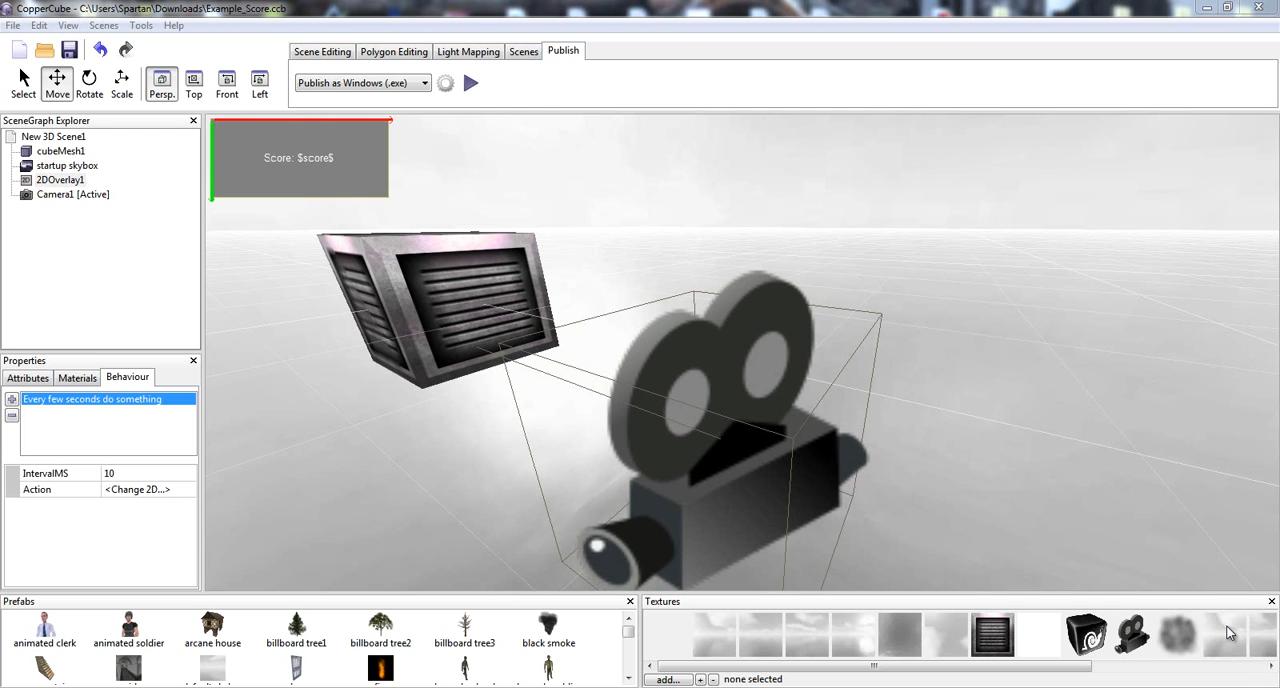 CopperCube - C:\Users\Spartan\Downloads\Example_Score.ccb
File Edit View Scenes Tools Help
Scene Editing Polygon Editing Light Mapping Scenes Publish
Publish as Windows (.exe)
Select Move Rotate Scale Persp. Top Front Left
SceneGraph Explorer
New 3D Scene1
cubeMesh1
startup skybox
2DOverlay1
Camera1 [Active]
Score: $score$
Properties
Attributes Materials Behaviour
Every few seconds do something
IntervalMS 10
Action <Change 2D...>
Prefabs
animated clerk animated soldier arcane house billboard tree1 billboard tree2 billboard tree3 black smoke
Textures
add... + - none selected